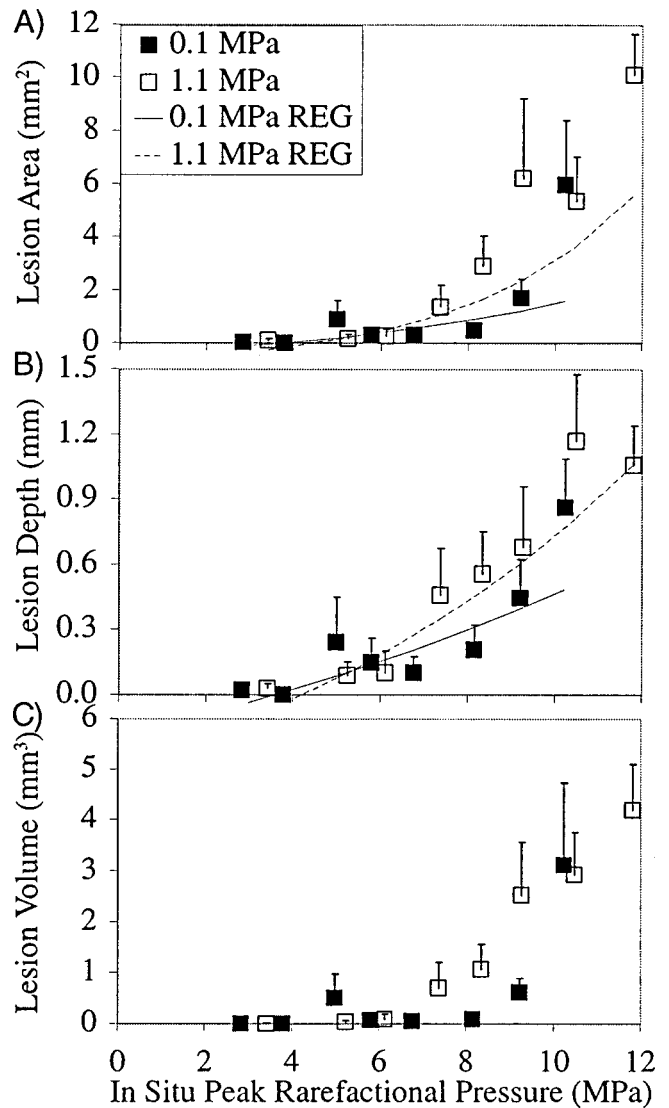 A)
12
10
8
6
4
2
0
Lesion Area (mm²)
0.1 MPa
1.1 MPa
0.1 MPa REG
1.1 MPa REG
B)
1.5
1.2
0.9
0.6
0.3
0.0
Lesion Depth (mm)
C)
6
5
4
3
2
1
0
Lesion Volume (mm³)
0 2 4 6 8 10 12
In Situ Peak Rarefactional Pressure (MPa)